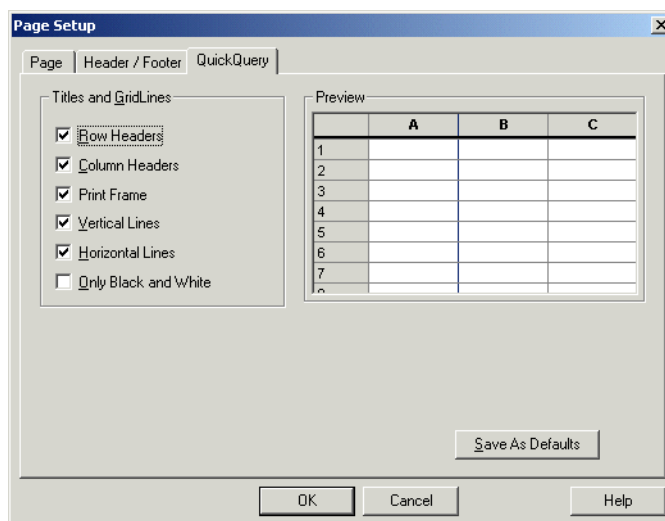 Page Setup
Page
Header / Footer
QuickQuery
Titles and GridLines
Row Headers
Column Headers
Print Frame
Vertical Lines
Horizontal Lines
Only Black and White
Preview
A B C
1
2
3
4
5
6
7
Save As Defaults
OK
Cancel
Help